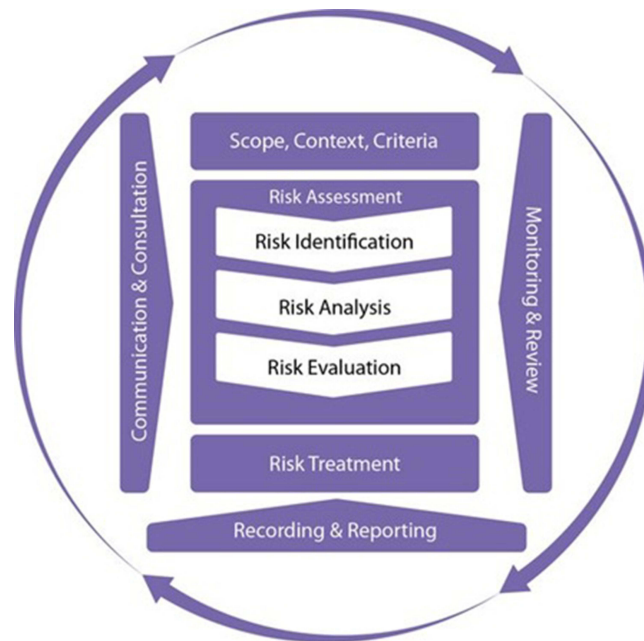 Scope, Context, Criteria
Communication & Consultation
Risk Assessment
Risk Identification
Risk Analysis
Risk Evaluation
Monitoring & Review
Risk Treatment
Recording & Reporting